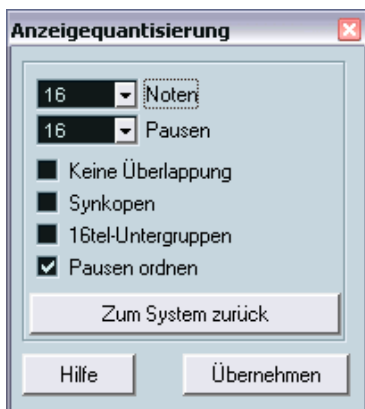 Anzeigequantisierung
16 Noten
16 Pausen
Keine Überlappung
Synkopen
16tel-Untergruppen
Pausen ordnen
Zum System zurück
Hilfe Übernehmen